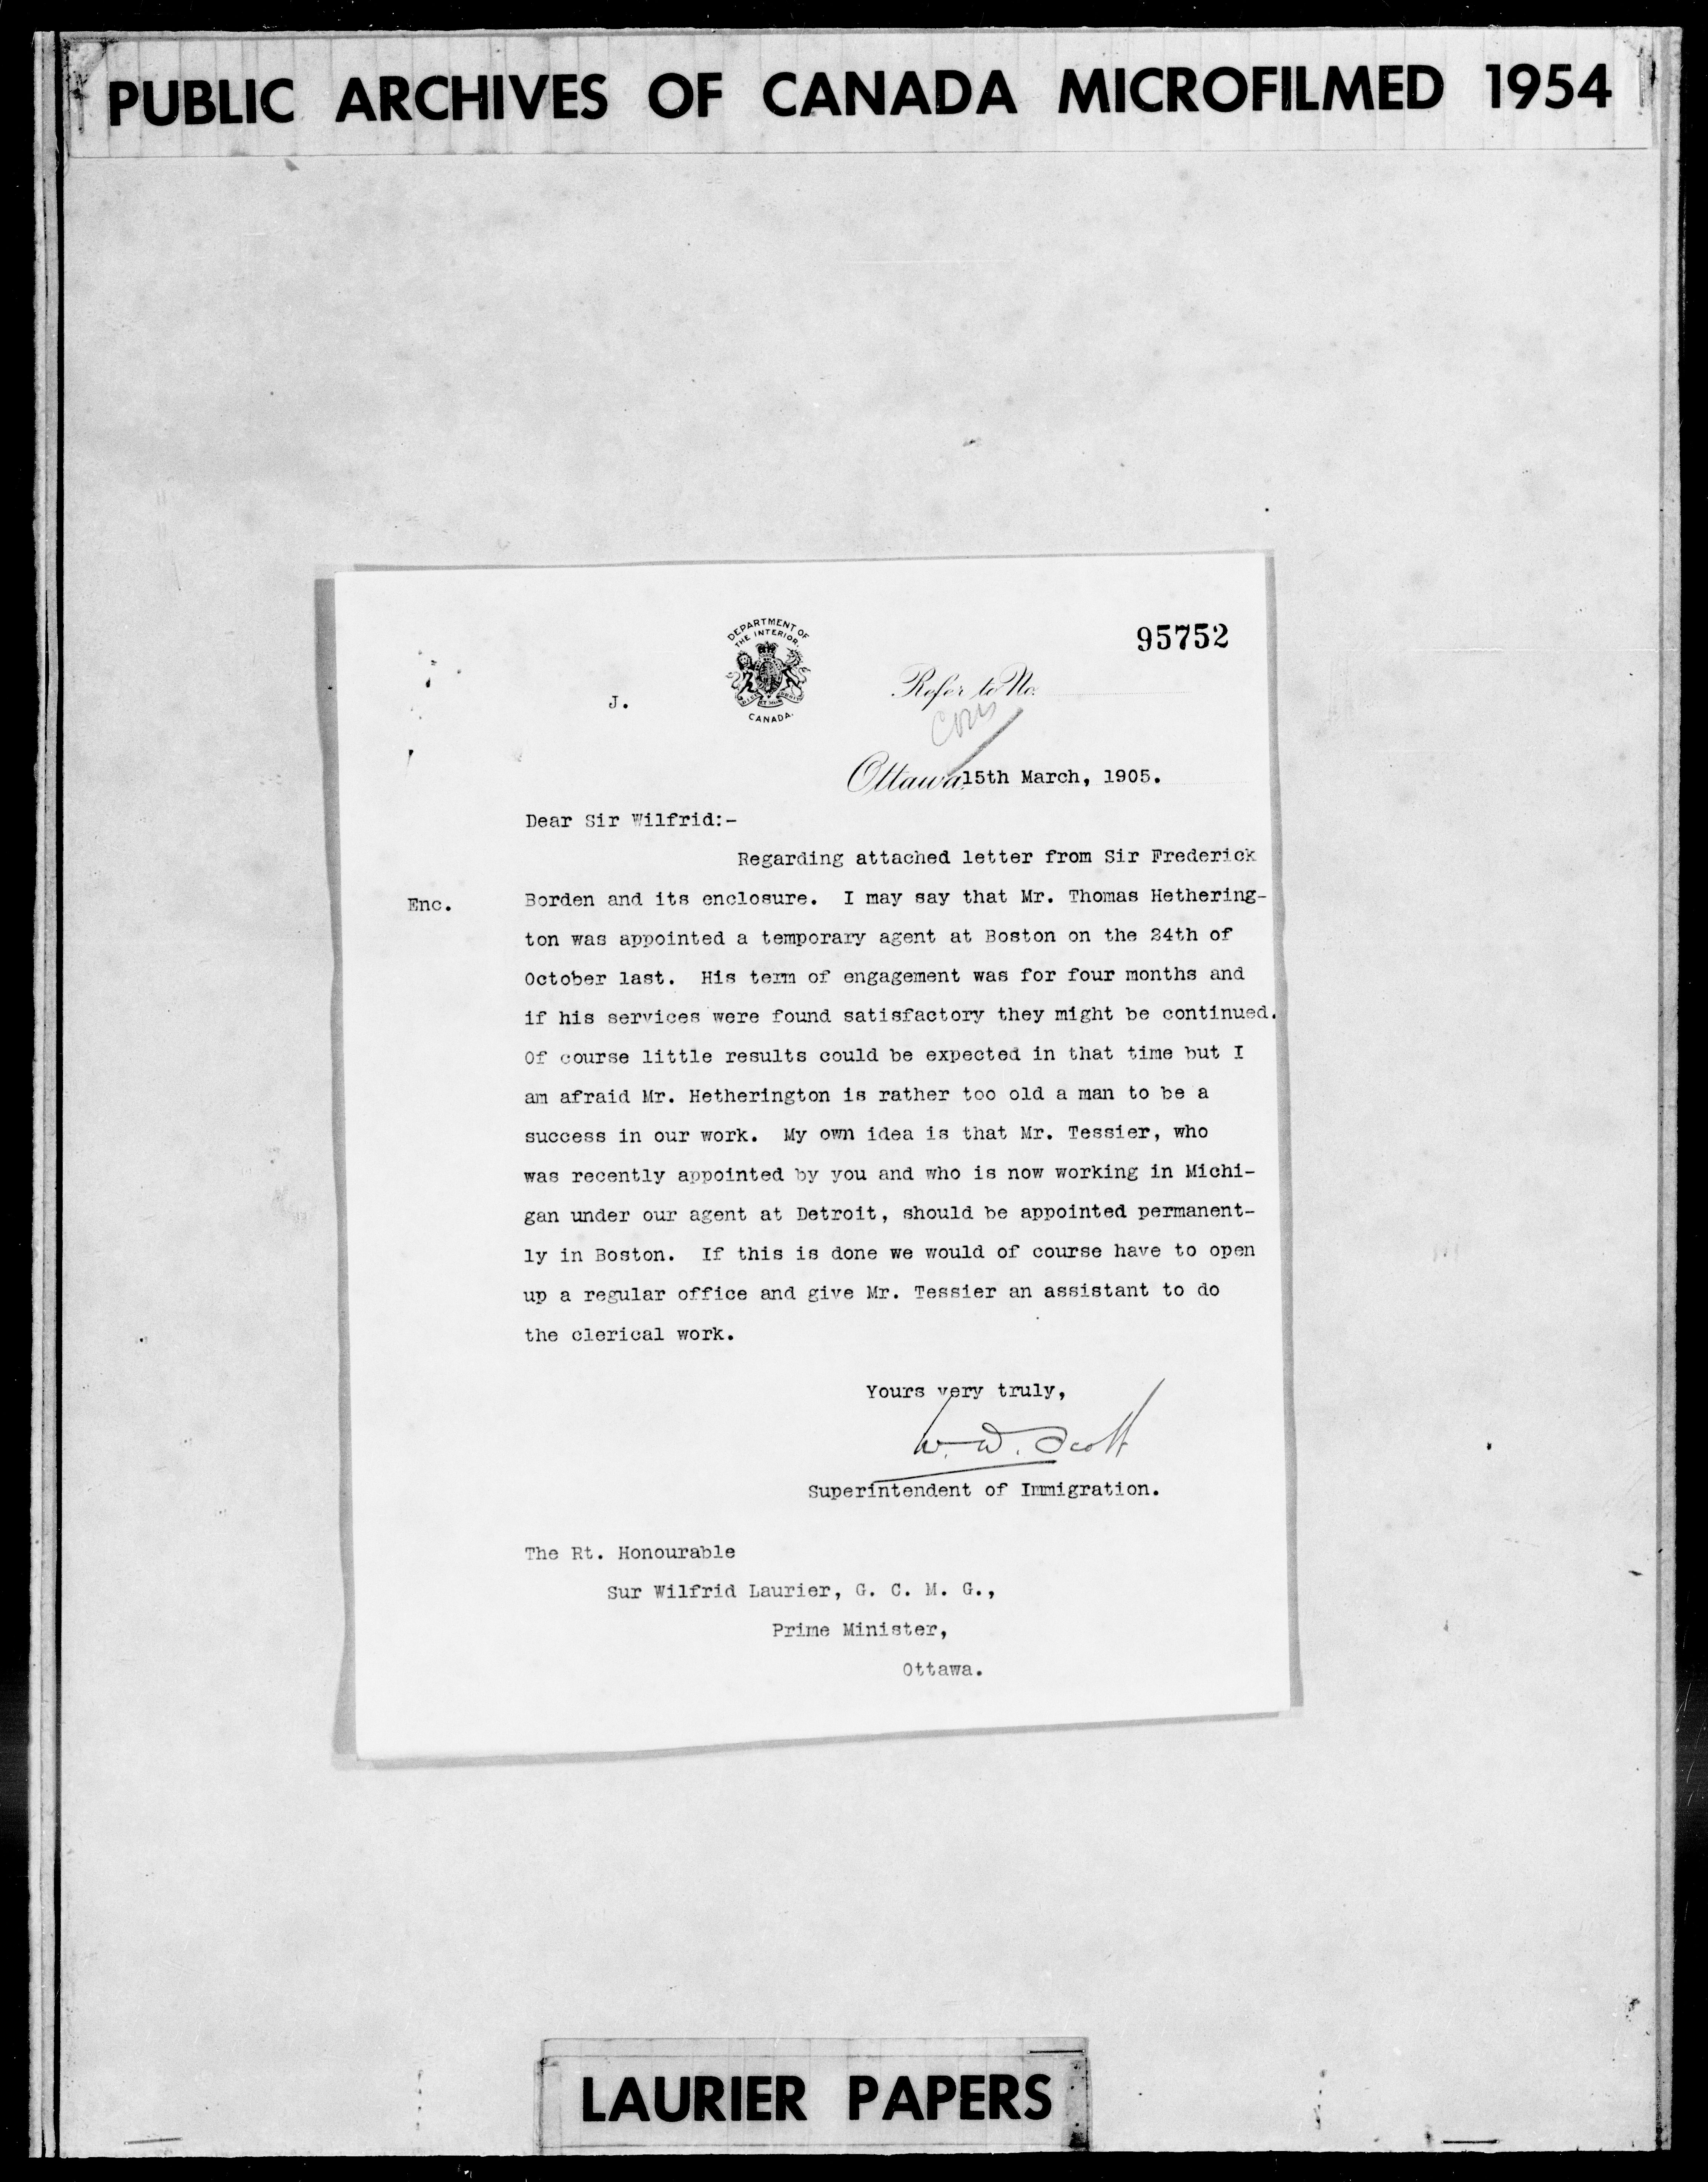 PUBLIC ARCHIVES OF CANADA MICROFILMED 1954
95752
DEPARTMENT OF
THE INTERIOR
CANADA.
J.
Refer to No.
Ottawa, 15th March, 1905.
Dear Sir Wilfrid:-
Regarding attached letter from Sir Frederick
Enc.
Borden and its enclosure. I may say that Mr. Thomas Hethering-
ton was appointed a temporary agent at Boston on the 24th of
October last. His term of engagement was for four months and
if his services were found satisfactory they might be continued.
Of course little results could be expected in that time but I
am afraid Mr. Hetherington is rather too old a man to be a
success in our work. My own idea is that Mr. Tessier, who
was recently appointed by you and who is now working in Michi-
gan under our agent at Detroit, should be appointed permanent-
ly in Boston. If this is done we would of course have to open
up a regular office and give Mr. Tessier an assistant to do
the clerical work.
Yours very truly,
W. D. Scott
Superintendent of Immigration.
The Rt. Honourable
Sur Wilfrid Laurier, G. C. M. G.,
Prime Minister,
Ottawa.
LAURIER PAPERS